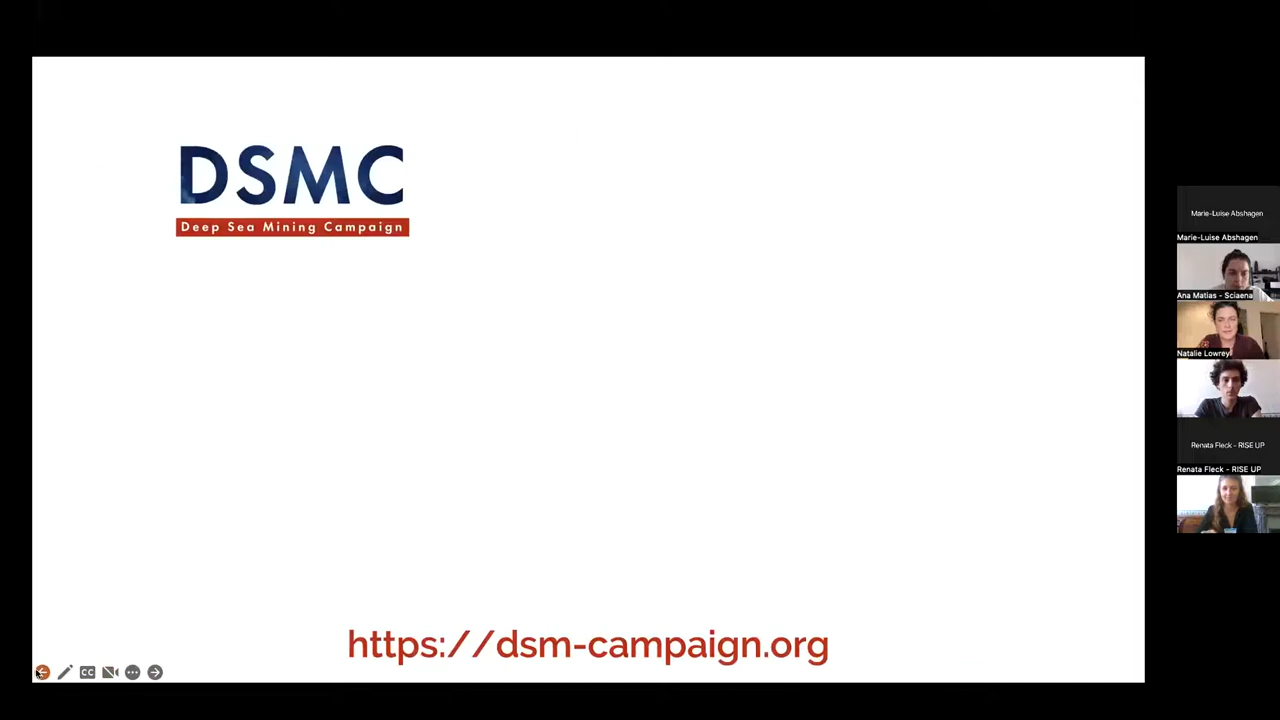 DSMC
Deep Sea Mining Campaign
https://dsm-campaign.org
CC
Marie-Luise Abshagen
Marie-Luise Abshagen
Ana Matias - Sciaena
Natalie Lowrey
Renata Fleck - RISE UP
Renata Fleck - RISE UP